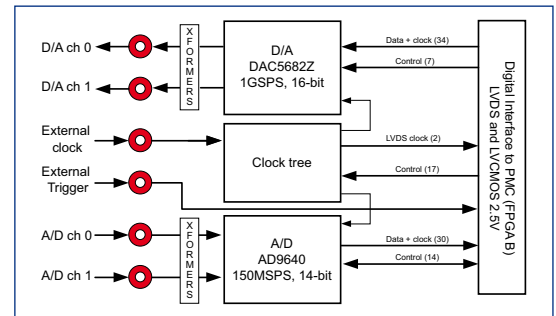 D/A ch 0
D/A ch 1
External
clock
External
Trigger
A/D ch 0
A/D ch 1
XFORMERS
XFORMERS
D/A
DAC5682Z
1GSPS, 16-bit
Clock tree
A/D
AD9640
150MSPS, 14-bit
Data + clock (34)
Control (7)
LVDS clock (2)
Control (17)
Data + clock (30)
Control (14)
Digital Interface to PMC (FPGA B)
LVDS and LVCMOS 2.5V